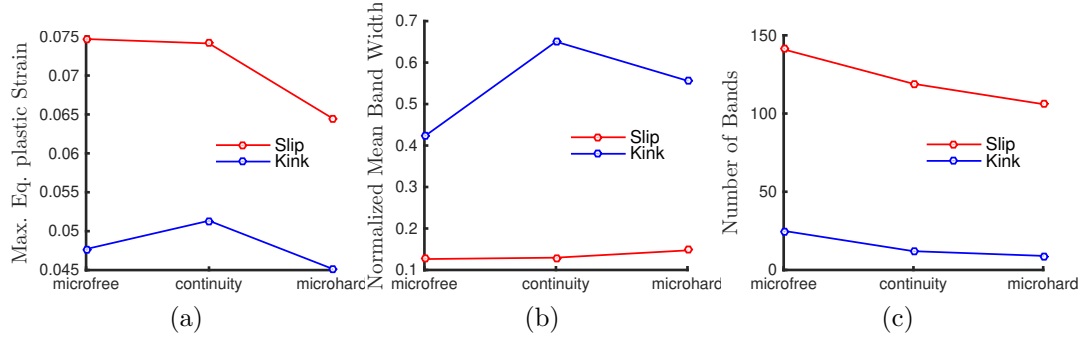 Max. Eq. plastic Strain
0.075
0.07
0.065
0.06
0.055
0.05
0.045
Slip
Kink
microfree
continuity
microhard
(a)
Normalized Mean Band Width
0.7
0.6
0.5
0.4
0.3
0.2
0.1
Slip
Kink
microfree
continuity
microhard
(b)
Number of Bands
150
100
50
0
Slip
Kink
microfree
continuity
microhard
(c)